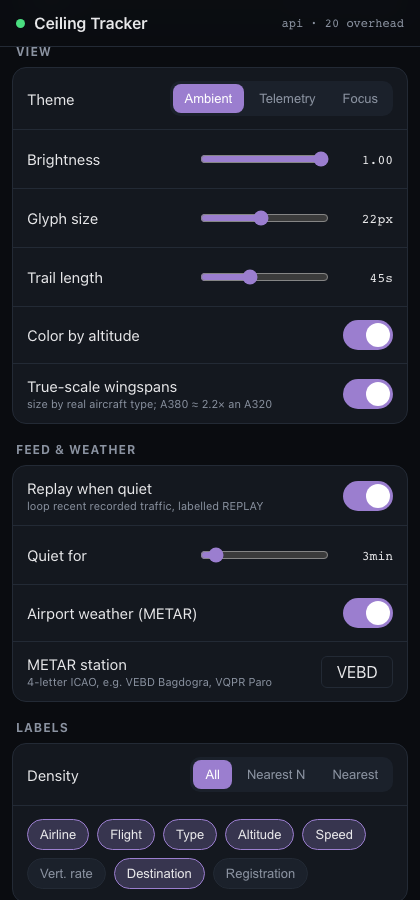 Ceiling Tracker
api · 20 overhead
VIEW
Theme
Ambient
Telemetry
Focus
Brightness
1.00
Glyph size
22px
Trail length
45s
Color by altitude
True-scale wingspans
size by real aircraft type; A380 ≈ 2.2× an A320
FEED & WEATHER
Replay when quiet
loop recent recorded traffic, labelled REPLAY
Quiet for
3min
Airport weather (METAR)
METAR station
4-letter ICAO, e.g. VEBD Bagdogra, VQPR Paro
VEBD
LABELS
Density
All
Nearest N
Nearest
Airline
Flight
Type
Altitude
Speed
Vert. rate
Destination
Registration